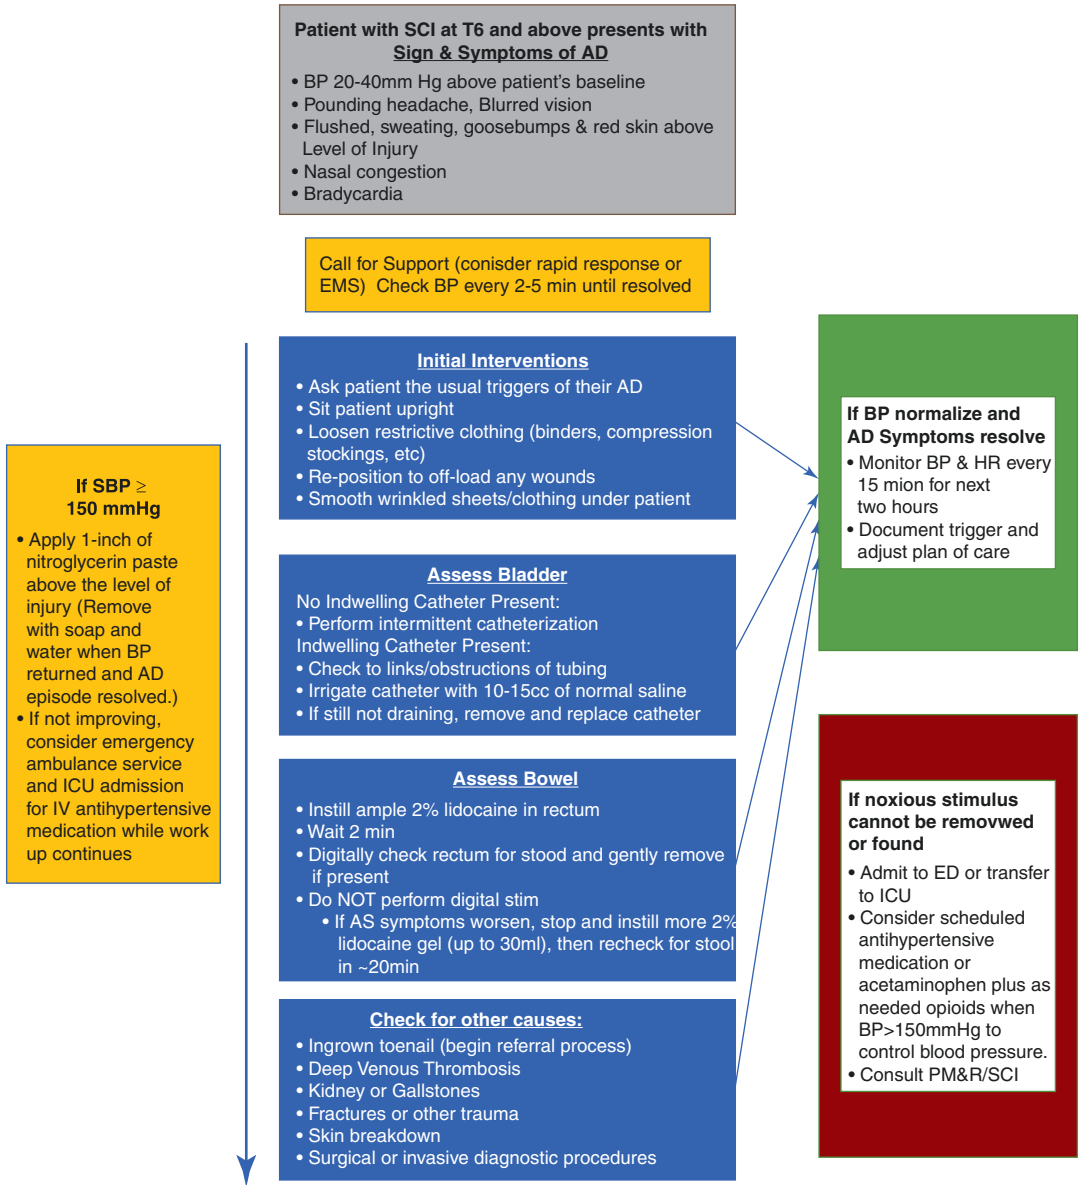 Patient with SCI at T6 and above presents with
Sign & Symptoms of AD
• BP 20-40mm Hg above patient's baseline
• Pounding headache, Blurred vision
• Flushed, sweating, goosebumps & red skin above
Level of Injury
• Nasal congestion
• Bradycardia
Call for Support (conisder rapid response or
EMS) Check BP every 2-5 min until resolved
Initial Interventions
• Ask patient the usual triggers of their AD
• Sit patient upright
• Loosen restrictive clothing (binders, compression
stockings, etc)
• Re-position to off-load any wounds
• Smooth wrinkled sheets/clothing under patient
Assess Bladder
No Indwelling Catheter Present:
• Perform intermittent catheterization
Indwelling Catheter Present:
• Check to links/obstructions of tubing
• Irrigate catheter with 10-15cc of normal saline
• If still not draining, remove and replace catheter
Assess Bowel
• Instill ample 2% lidocaine in rectum
• Wait 2 min
• Digitally check rectum for stood and gently remove
if present
• Do NOT perform digital stim
• If AS symptoms worsen, stop and instill more 2%
lidocaine gel (up to 30ml), then recheck for stool
in ~20min
Check for other causes:
• Ingrown toenail (begin referral process)
• Deep Venous Thrombosis
• Kidney or Gallstones
• Fractures or other trauma
• Skin breakdown
• Surgical or invasive diagnostic procedures
If SBP ≥
150 mmHg
• Apply 1-inch of
nitroglycerin paste
above the level of
injury (Remove
with soap and
water when BP
returned and AD
episode resolved.)
• If not improving,
consider emergency
ambulance service
and ICU admission
for IV antihypertensive
medication while work
up continues
If BP normalize and
AD Symptoms resolve
• Monitor BP & HR every
15 mion for next
two hours
• Document trigger and
adjust plan of care
If noxious stimulus
cannot be removwed
or found
• Admit to ED or transfer
to ICU
• Consider scheduled
antihypertensive
medication or
acetaminophen plus as
needed opioids when
BP>150mmHg to
control blood pressure.
• Consult PM&R/SCI